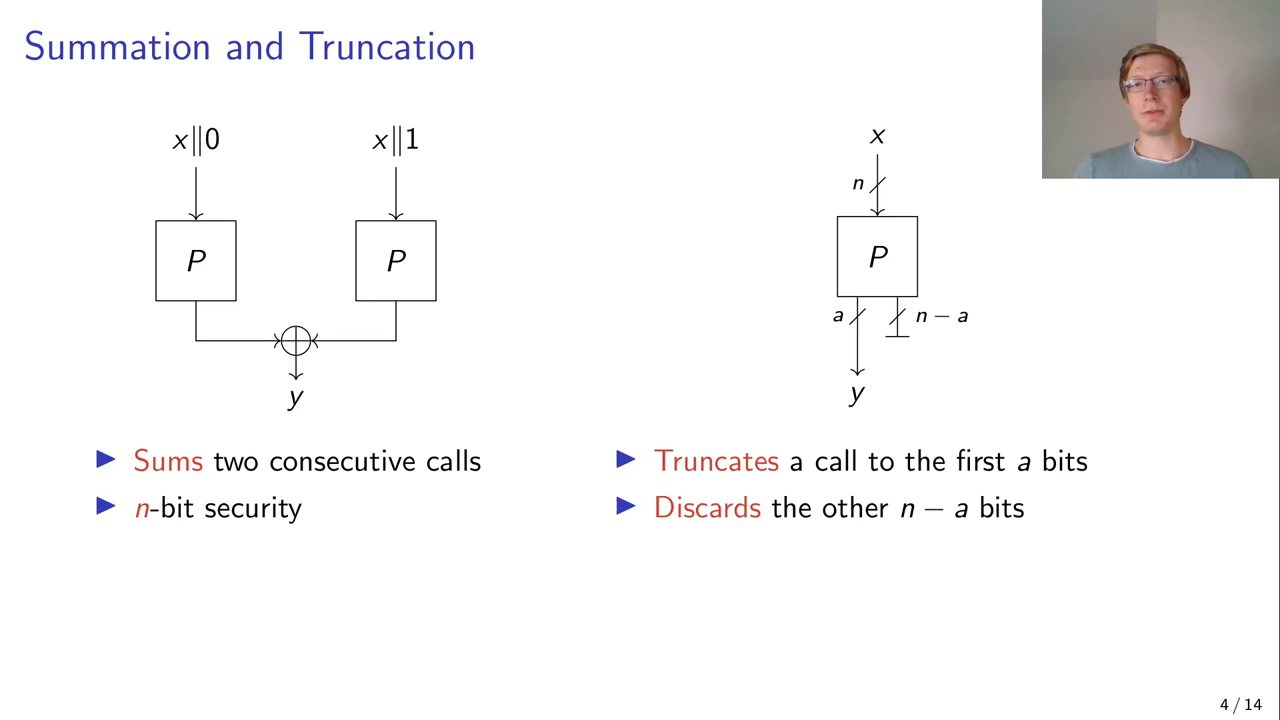 Summation and Truncation
x||0
x||1
P
P
y
x
n
P
a
n − a
y
▶ Sums two consecutive calls
▶ n-bit security
▶ Truncates a call to the first a bits
▶ Discards the other n − a bits
4 / 14